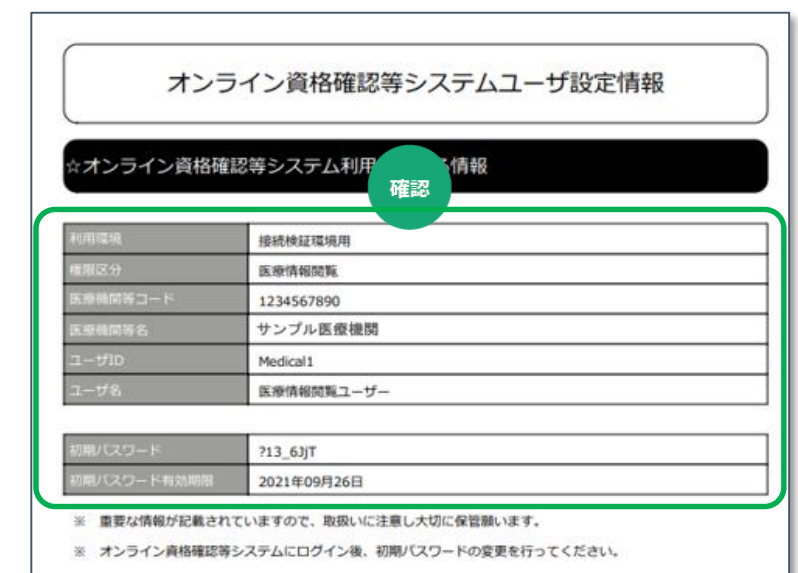 オンライン資格確認等システムユーザ設定情報
☆オンライン資格確認等システム利用 情報
確認
利用環境 接続検証環境用
権限区分 医療情報閲覧
医療機関等コード 1234567890
医療機関等名 サンプル医療機関
ユーザID Medical1
ユーザ名 医療情報閲覧ユーザー
初期パスワード ?13_6JjT
初期パスワード有効期限 2021年09月26日
※ 重要な情報が記載されていますので、取扱いに注意し大切に保管願います。
※ オンライン資格確認等システムにログイン後、初期パスワードの変更を行ってください。